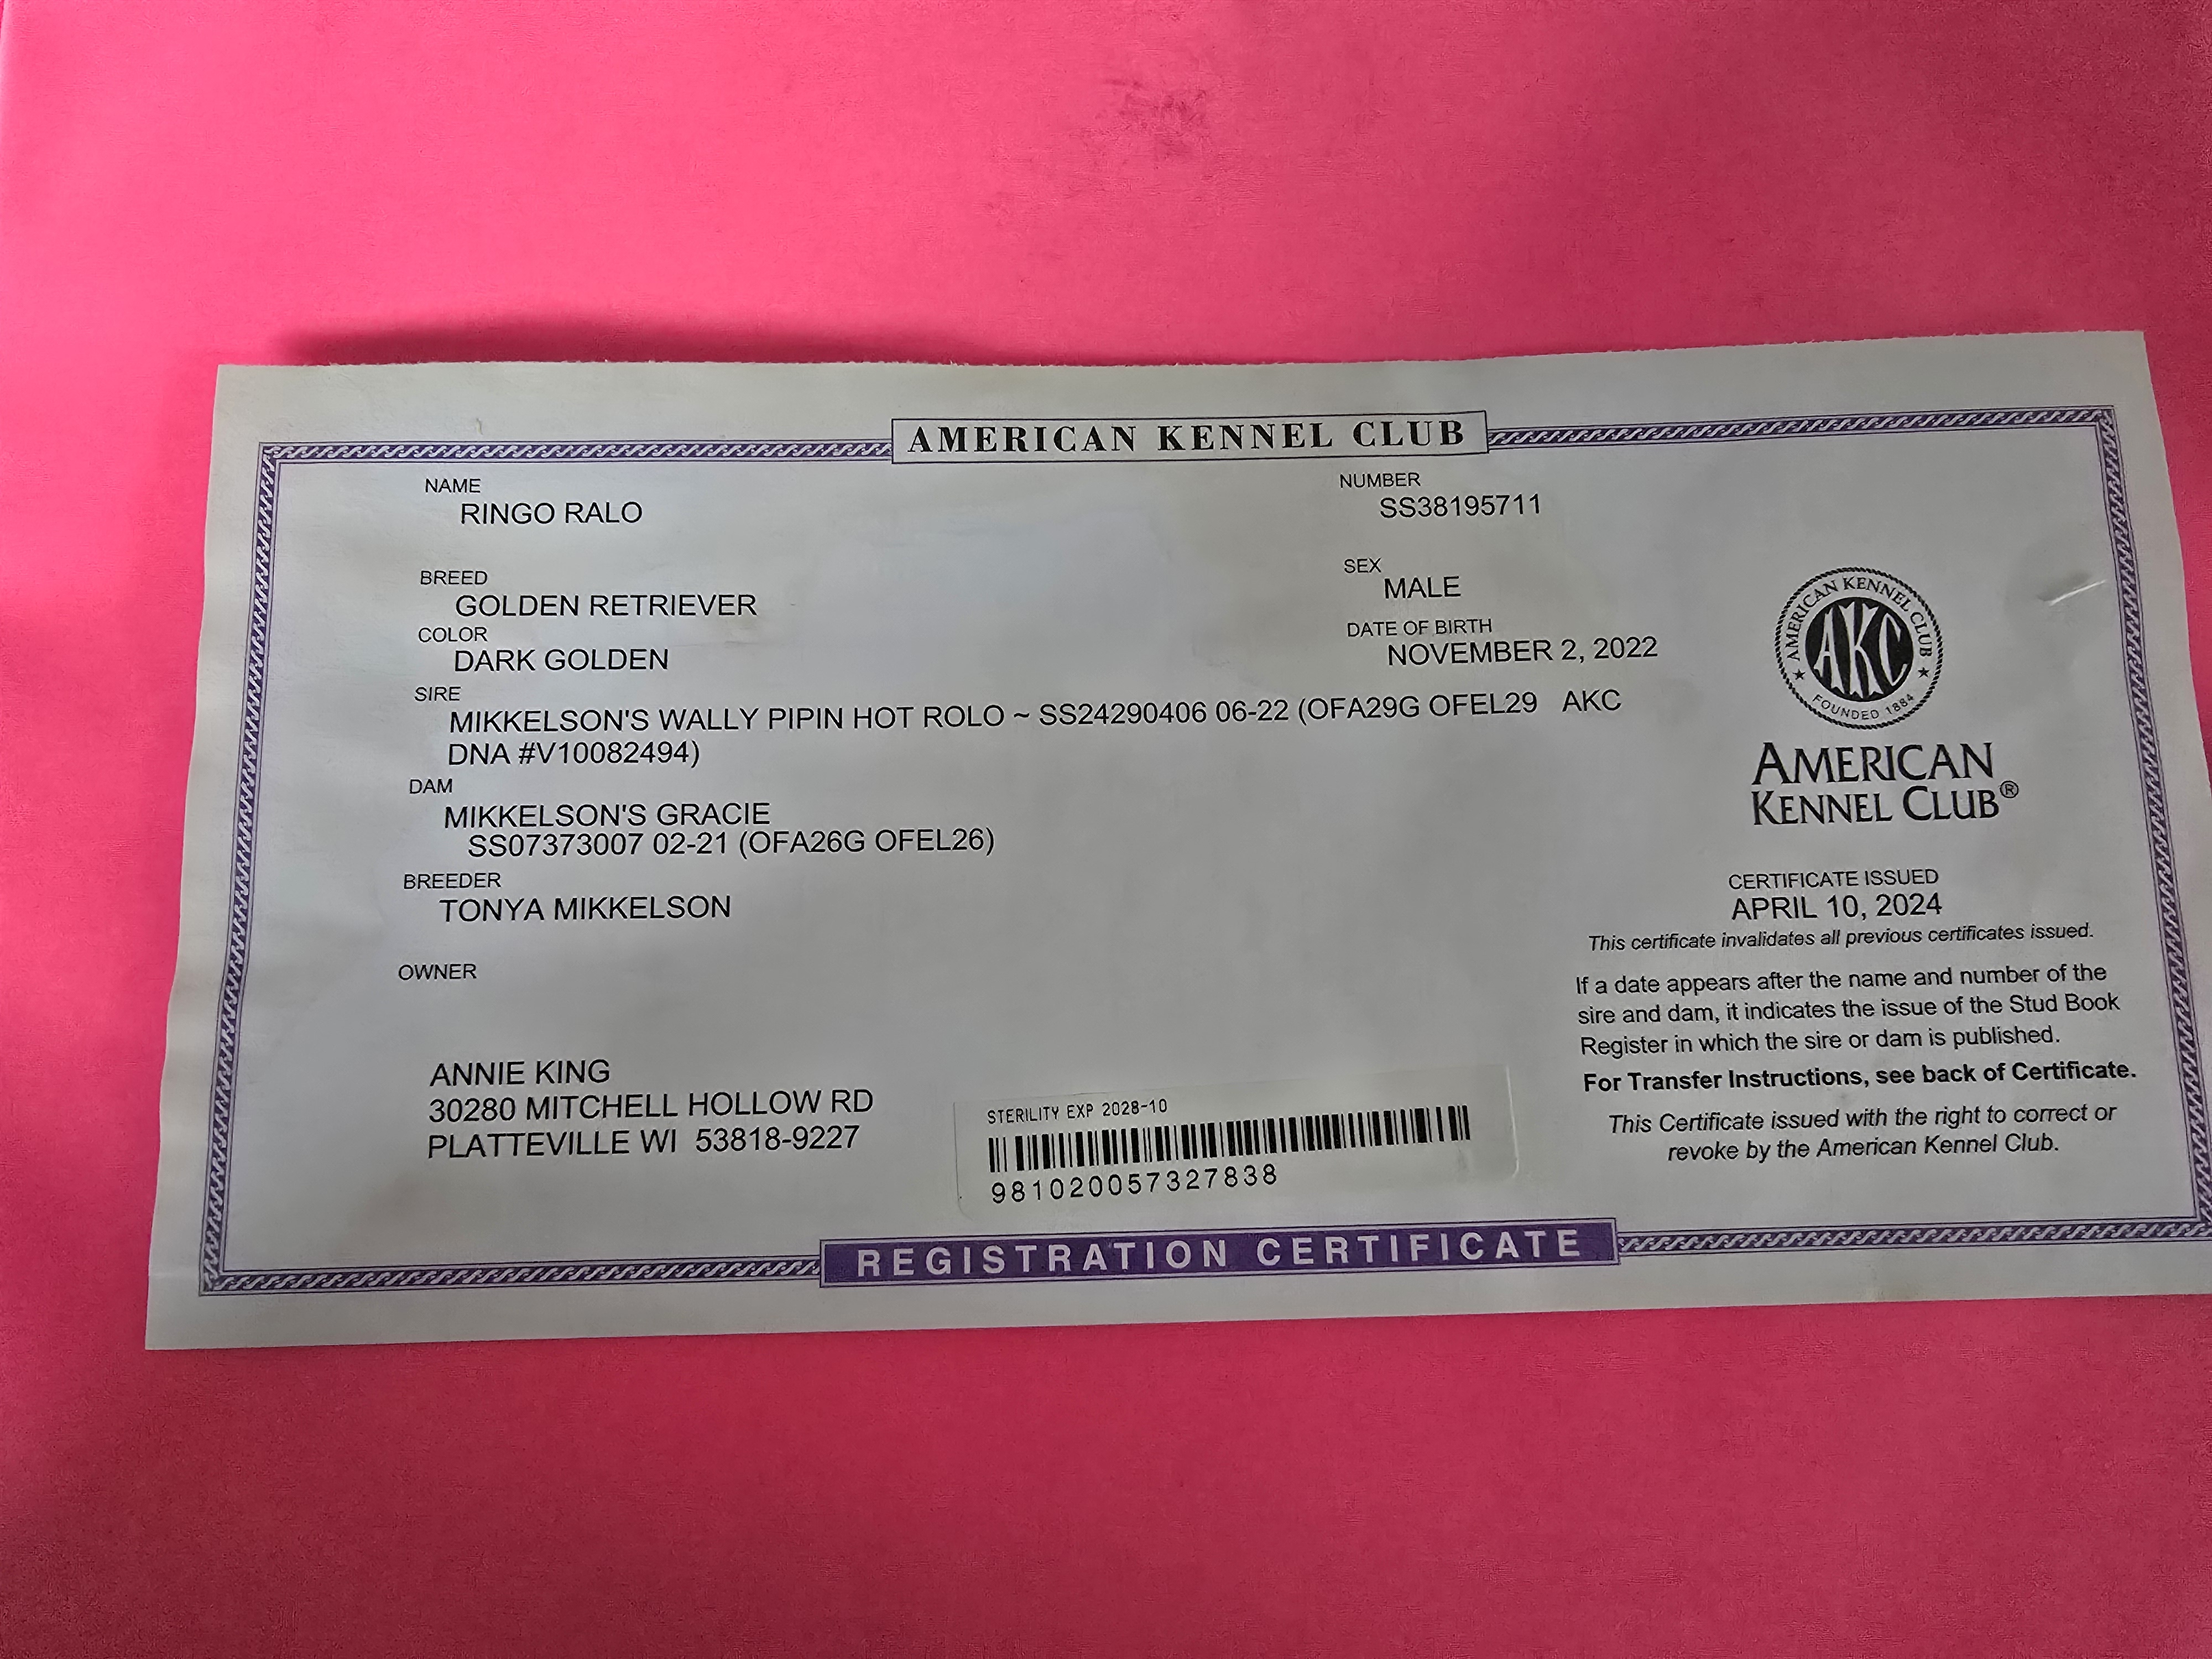 AMERICAN KENNEL CLUB
NAME
RINGO RALO
NUMBER
SS38195711
BREED
GOLDEN RETRIEVER
SEX
MALE
COLOR
DARK GOLDEN
DATE OF BIRTH
NOVEMBER 2, 2022
SIRE
MIKKELSON'S WALLY PIPIN HOT ROLO ~ SS24290406 06-22 (OFA29G OFEL29 AKC
DNA #V10082494)
DAM
MIKKELSON'S GRACIE
SS07373007 02-21 (OFA26G OFEL26)
BREEDER
TONYA MIKKELSON
OWNER
ANNIE KING
30280 MITCHELL HOLLOW RD
PLATTEVILLE WI 53818-9227
STERILITY EXP 2028-10
981020057327838
AMERICAN KENNEL CLUB
AKC
FOUNDED 1884
AMERICAN
KENNEL CLUB®
CERTIFICATE ISSUED
APRIL 10, 2024
This certificate invalidates all previous certificates issued.
If a date appears after the name and number of the
sire and dam, it indicates the issue of the Stud Book
Register in which the sire or dam is published.
For Transfer Instructions, see back of Certificate.
This Certificate issued with the right to correct or
revoke by the American Kennel Club.
REGISTRATION CERTIFICATE